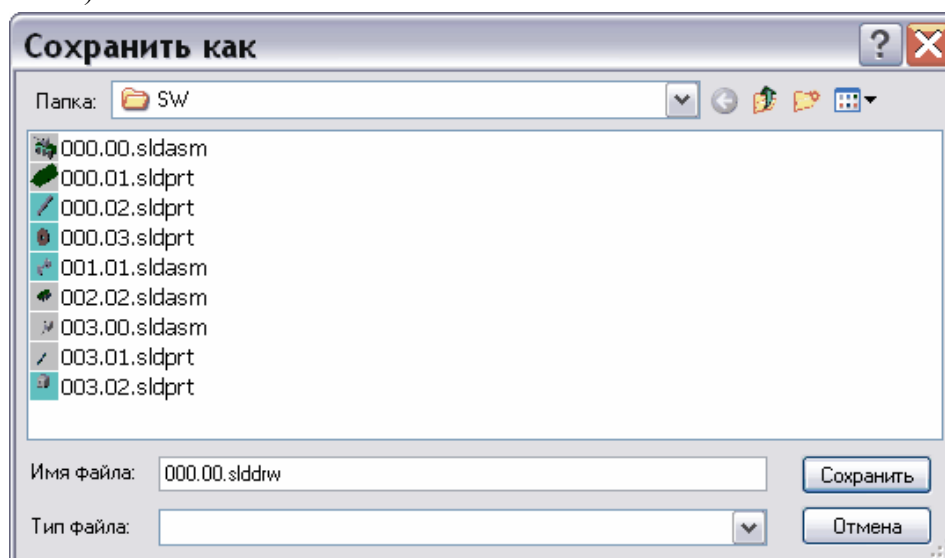 )
Сохранить как
?
Папка: SW
000.00.sldasm
000.01.sldprt
000.02.sldprt
000.03.sldprt
001.01.sldasm
002.02.sldasm
003.00.sldasm
003.01.sldprt
003.02.sldprt
Имя файла: 000.00.slddrw Сохранить
Тип файла: Отмена